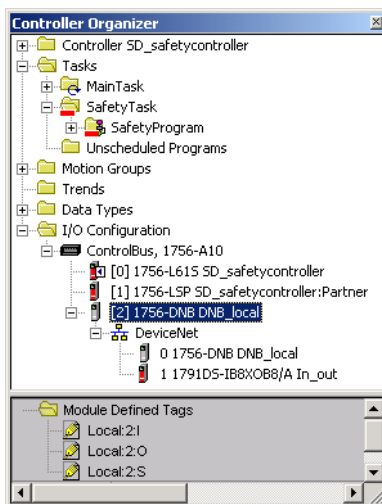 Controller Organizer
Controller SD_safetycontroller
Tasks
MainTask
SafetyTask
SafetyProgram
Unscheduled Programs
Motion Groups
Trends
Data Types
I/O Configuration
ControlBus, 1756-A10
[0] 1756-L61S SD_safetycontroller
[1] 1756-LSP SD_safetycontroller:Partner
[2] 1756-DNB DNB_local
DeviceNet
0 1756-DNB DNB_local
1 1791DS-IB8XOB8/A In_out
Module Defined Tags
Local:2:I
Local:2:O
Local:2:S